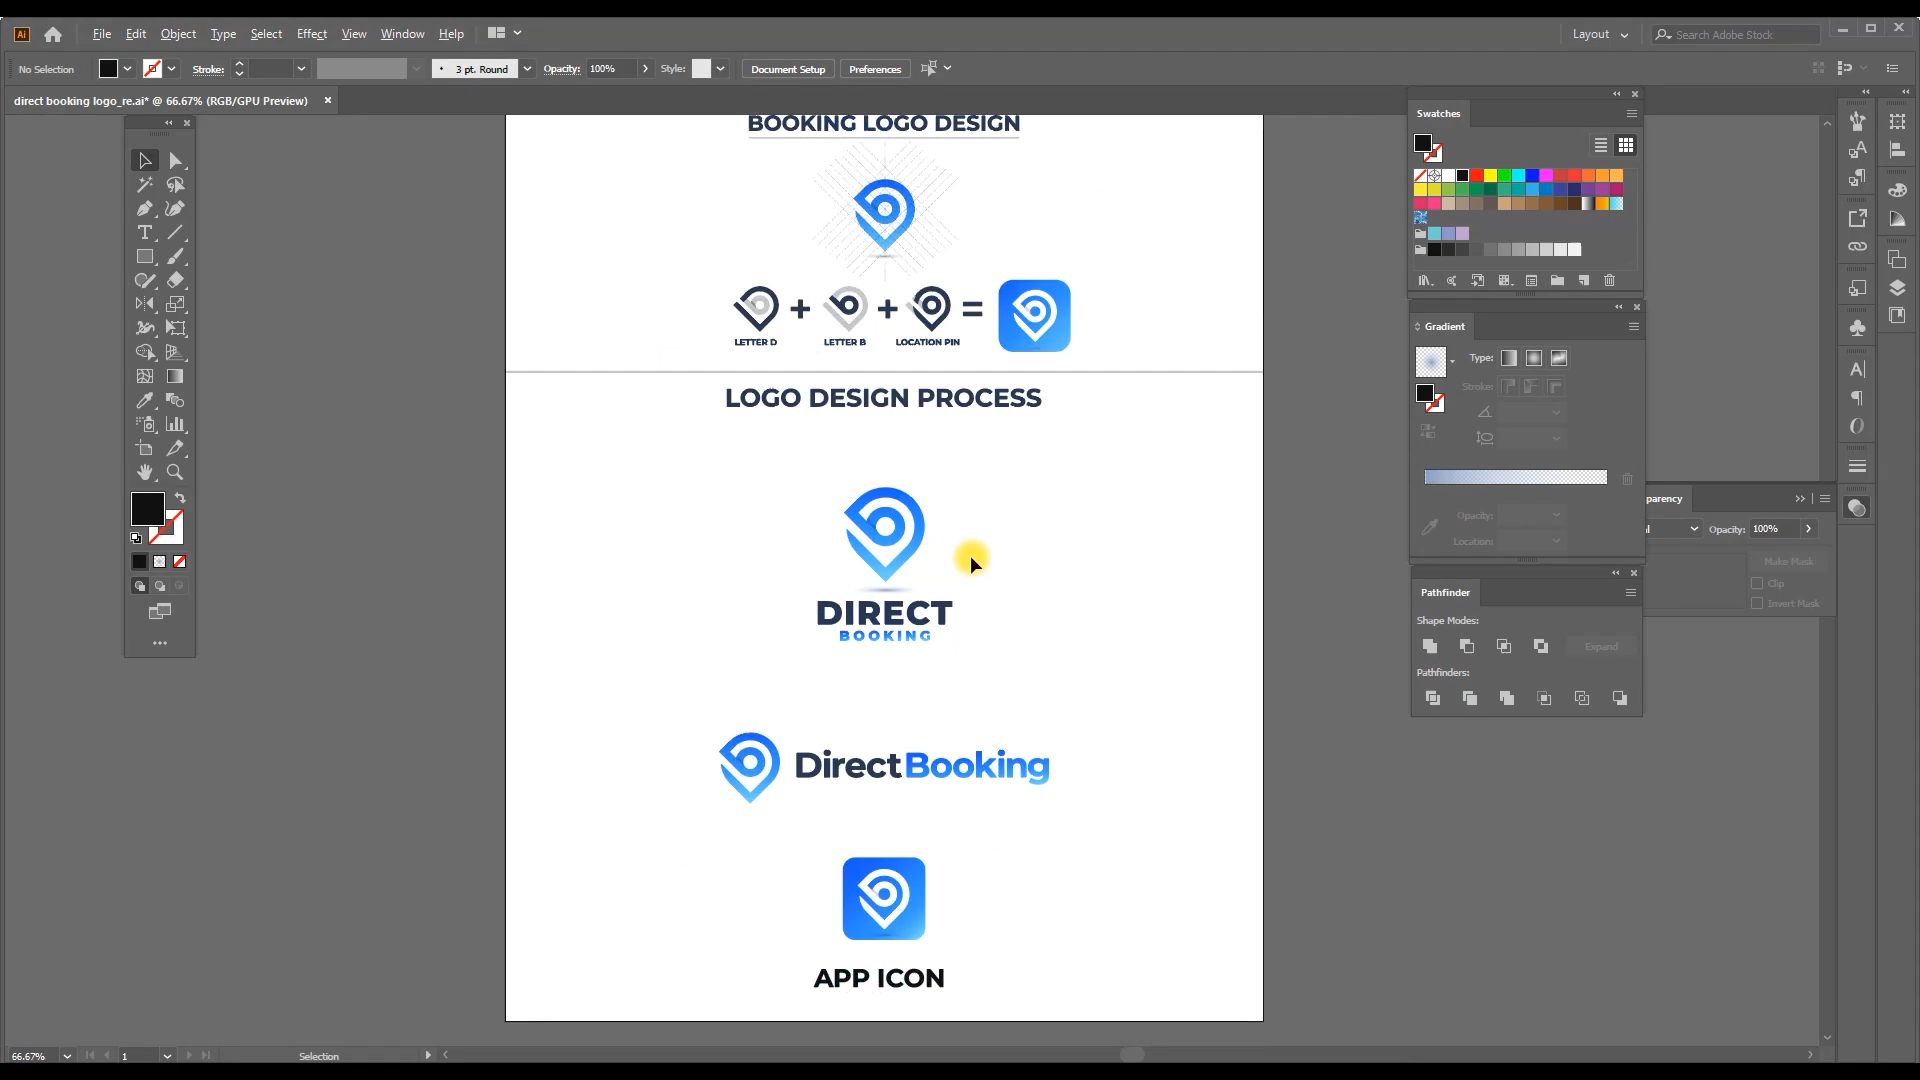 Ai File Edit Object Type Select Effect View Window Help Layout Search Adobe Stock
No Selection Stroke: 3 pt. Round Opacity: 100% Style: Document Setup Preferences
direct booking logo_re.ai* @ 66.67% (RGB/GPU Preview)
BOOKING LOGO DESIGN
+ + =
LETTER D LETTER B LOCATION PIN
LOGO DESIGN PROCESS
DIRECT
BOOKING
DirectBooking
APP ICON
Swatches
Gradient
Type:
Stroke:
Opacity:
Location:
parency
Opacity: 100%
Make Mask
Clip
Invert Mask
Pathfinder
Shape Modes:
Expand
Pathfinders:
66.67% 1 Selection